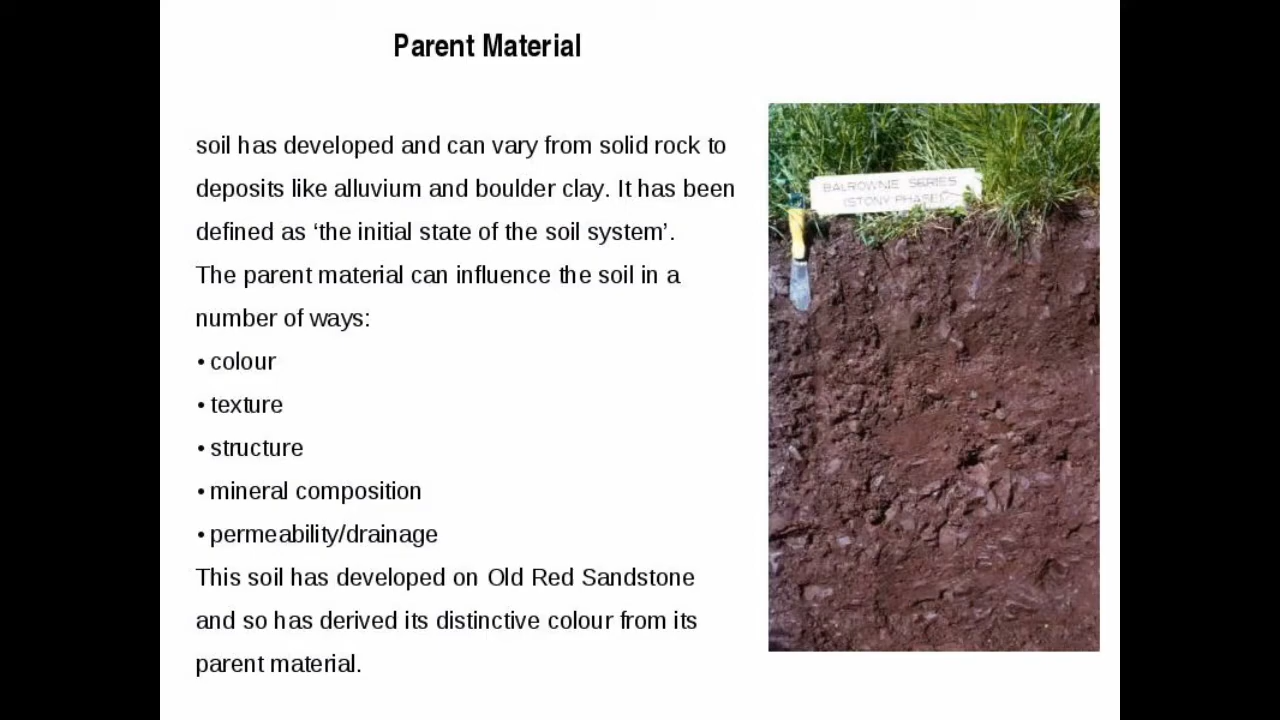 Parent Material
soil has developed and can vary from solid rock to
deposits like alluvium and boulder clay. It has been
defined as ‘the initial state of the soil system’.
The parent material can influence the soil in a
number of ways:
• colour
• texture
• structure
• mineral composition
• permeability/drainage
This soil has developed on Old Red Sandstone
and so has derived its distinctive colour from its
parent material.
BALROWNIE SERIES
(STONY PHASE)